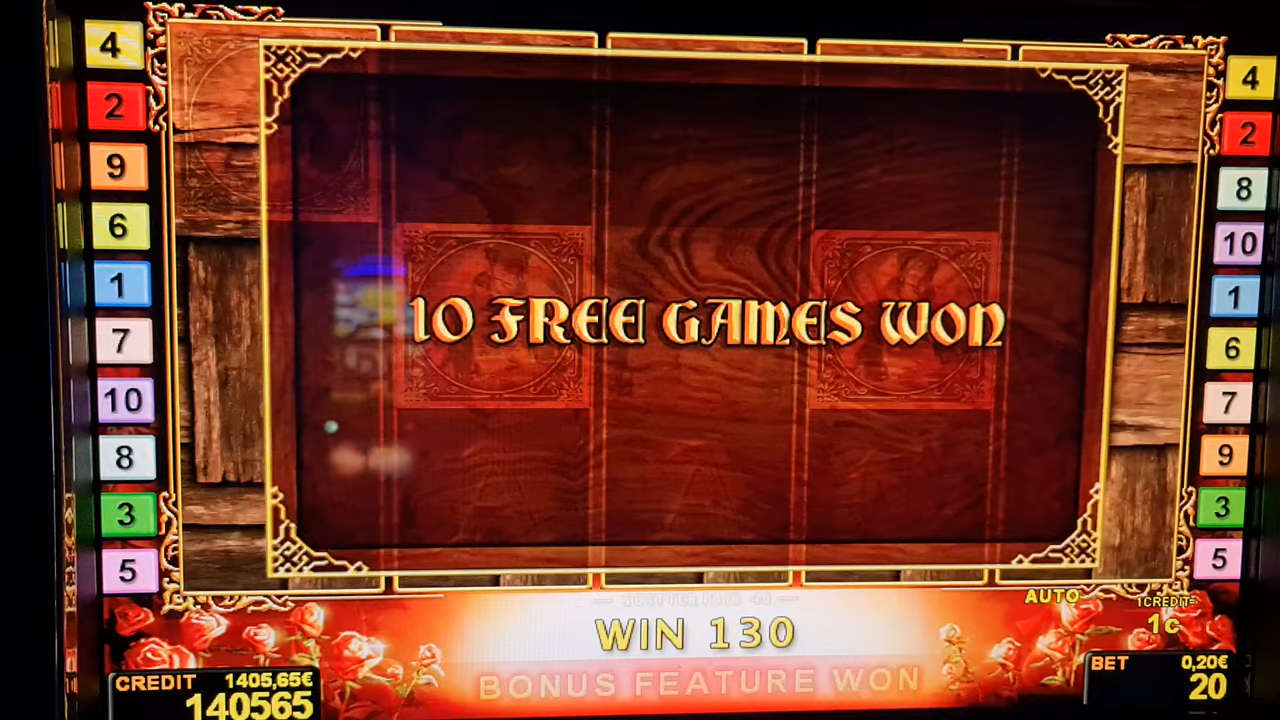 4
2
9
6
1
7
10
8
3
5
10 FREE GAMES WON
4
2
8
10
1
6
7
9
3
5
WIN 130
BONUS FEATURE WON
AUTO
1CREDIT=
1c
CREDIT 1405,65€
140565
BET 0,20€
20